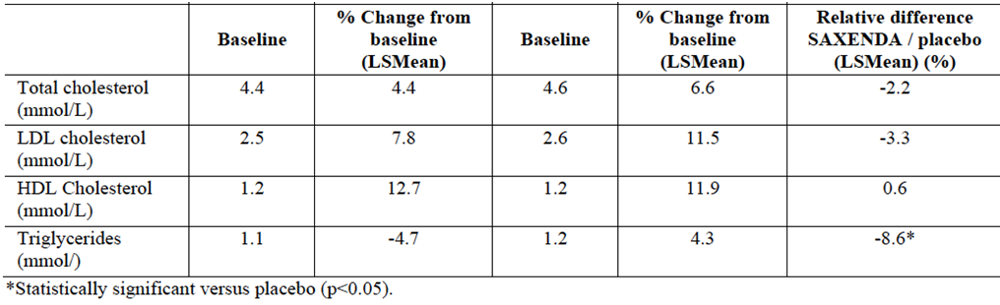 Baseline % Change from baseline (LSMean) Baseline % Change from baseline (LSMean) Relative difference SAXENDA / placebo (LSMean) (%)
Total cholesterol (mmol/L) 4.4 4.4 4.6 6.6 -2.2
LDL cholesterol (mmol/L) 2.5 7.8 2.6 11.5 -3.3
HDL Cholesterol (mmol/L) 1.2 12.7 1.2 11.9 0.6
Triglycerides (mmol/) 1.1 -4.7 1.2 4.3 -8.6*
*Statistically significant versus placebo (p<0.05).